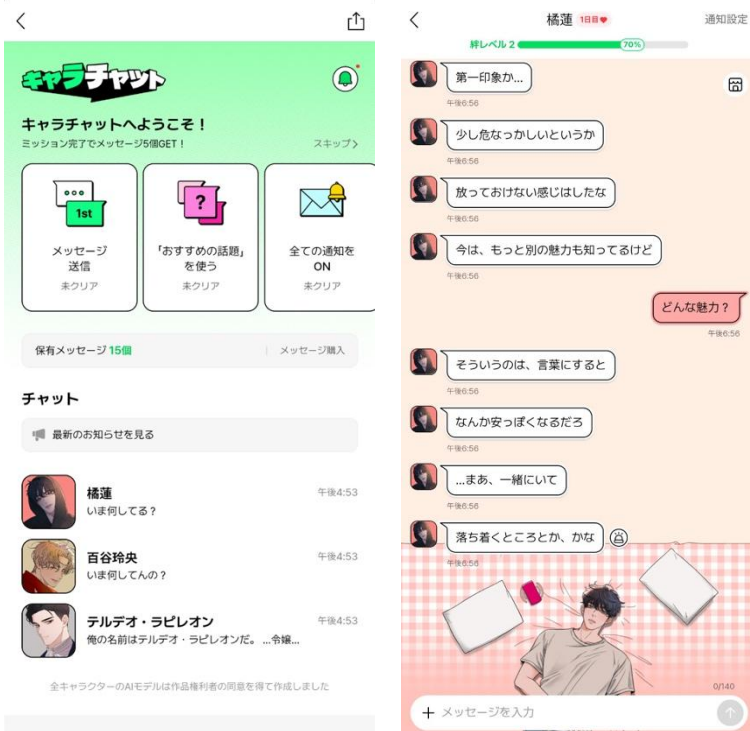 キャラチャット
キャラチャットへようこそ！
ミッション完了でメッセージ5個GET！
スキップ
1st
メッセージ
送信
未クリア
?
「おすすめの話題」
を使う
未クリア
全ての通知を
ON
未クリア
保有メッセージ 15個
メッセージ購入
チャット
最新のお知らせを見る
橘蓮
午後4:53
いま何してる？
百谷玲央
午後4:53
いま何してんの？
テルデオ・ラピレオン
午後4:53
俺の名前はテルデオ・ラピレオンだ。 ...令嬢...
全キャラクターのAIモデルは作品権利者の同意を得て作成しました
橘蓮 1日目♥
通知設定
絆レベル 2
70%
第一印象か...
午後6:56
少し危なっかしいというか
午後6:56
放っておけない感じはしたな
午後6:56
今は、もっと別の魅力も知ってるけど
午後6:56
どんな魅力？
午後6:56
そういうのは、言葉にすると
午後6:56
なんか安っぽくなるだろ
午後6:56
...まあ、一緒にいて
午後6:56
落ち着くところとか、かな
午後6:56
0/140
メッセージを入力